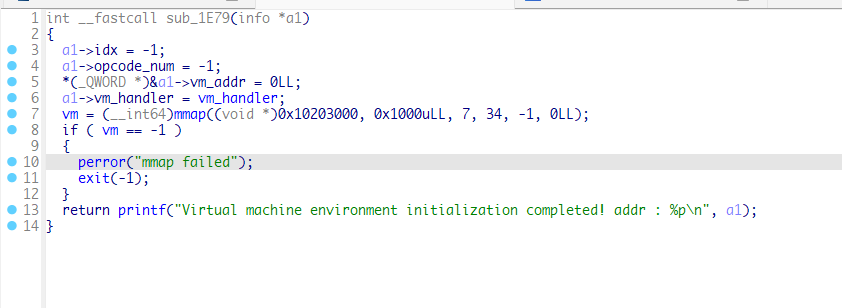 1 int __fastcall sub_1E79(info *a1)
2 {
3 a1->idx = -1;
4 a1->opcode_num = -1;
5 *(_QWORD *)&a1->vm_addr = 0LL;
6 a1->vm_handler = vm_handler;
7 vm = (__int64)mmap((void *)0x10203000, 0x1000uLL, 7, 34, -1, 0LL);
8 if ( vm == -1 )
9 {
10 perror("mmap failed");
11 exit(-1);
12 }
13 return printf("Virtual machine environment initialization completed! addr : %p\n", a1);
14 }